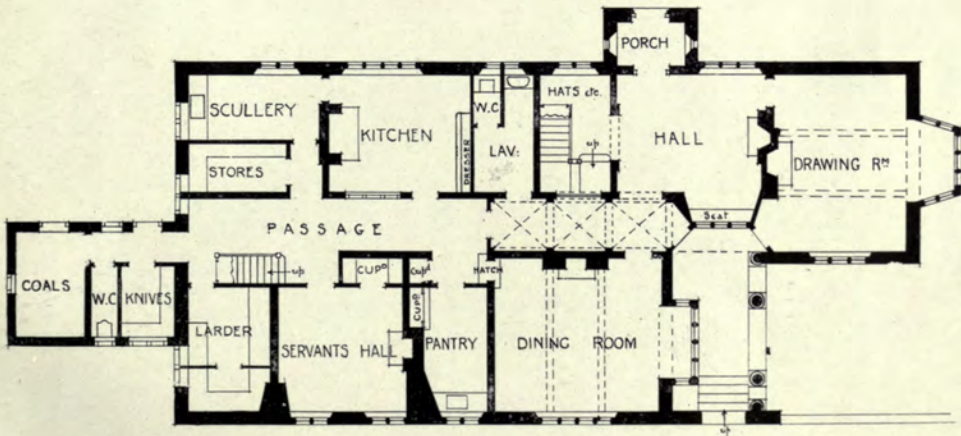 PORCH
SCULLERY
KITCHEN
W.C
HATS etc.
HALL
STORES
DRESSER
LAV:
up
DRAWING Rᴹ
PASSAGE
Seat
COALS
W.C
KNIVES
up
CUPᴰ
CUPᴰ
HATCH
LARDER
SERVANTS HALL
CUPᴰ
PANTRY
DINING ROOM
up